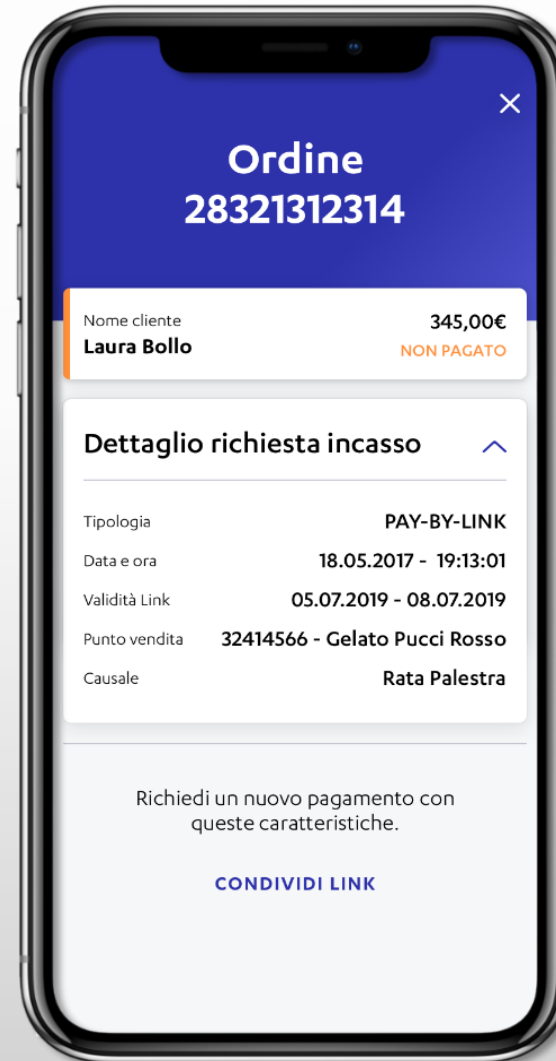 Ordine
28321312314
Nome cliente 345,00€
Laura Bollo NON PAGATO
Dettaglio richiesta incasso
Tipologia PAY-BY-LINK
Data e ora 18.05.2017 - 19:13:01
Validità Link 05.07.2019 - 08.07.2019
Punto vendita 32414566 - Gelato Pucci Rosso
Causale Rata Palestra
Richiedi un nuovo pagamento con
queste caratteristiche.
CONDIVIDI LINK